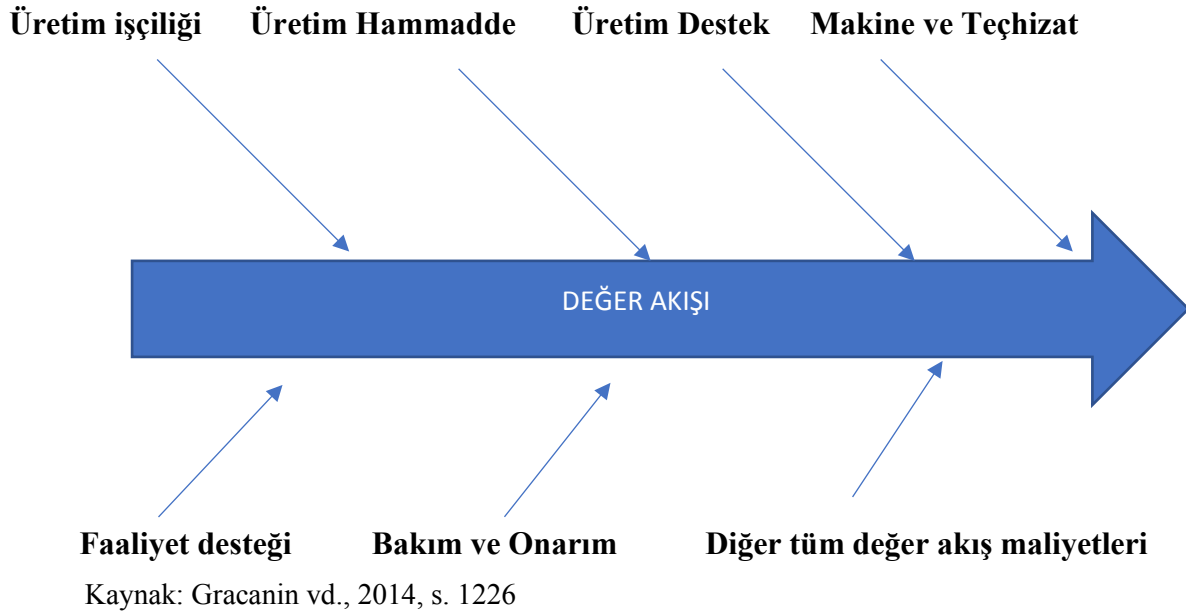 Üretim işçiliği Üretim Hammadde Üretim Destek Makine ve Teçhizat
DEĞER AKIŞI
Faaliyet desteği Bakım ve Onarım Diğer tüm değer akış maliyetleri
Kaynak: Gracanin vd., 2014, s. 1226